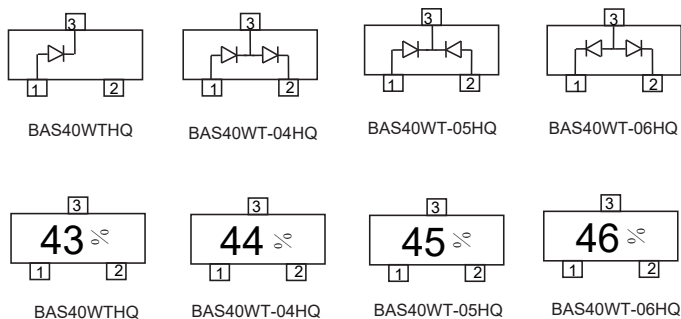 3 3 3 3
1 2 1 2 1 2 1 2
BAS40WTHQ BAS40WT-04HQ BAS40WT-05HQ BAS40WT-06HQ
3 3 3 3
43 % 44 % 45 % 46 %
1 2 1 2 1 2 1 2
BAS40WTHQ BAS40WT-04HQ BAS40WT-05HQ BAS40WT-06HQ